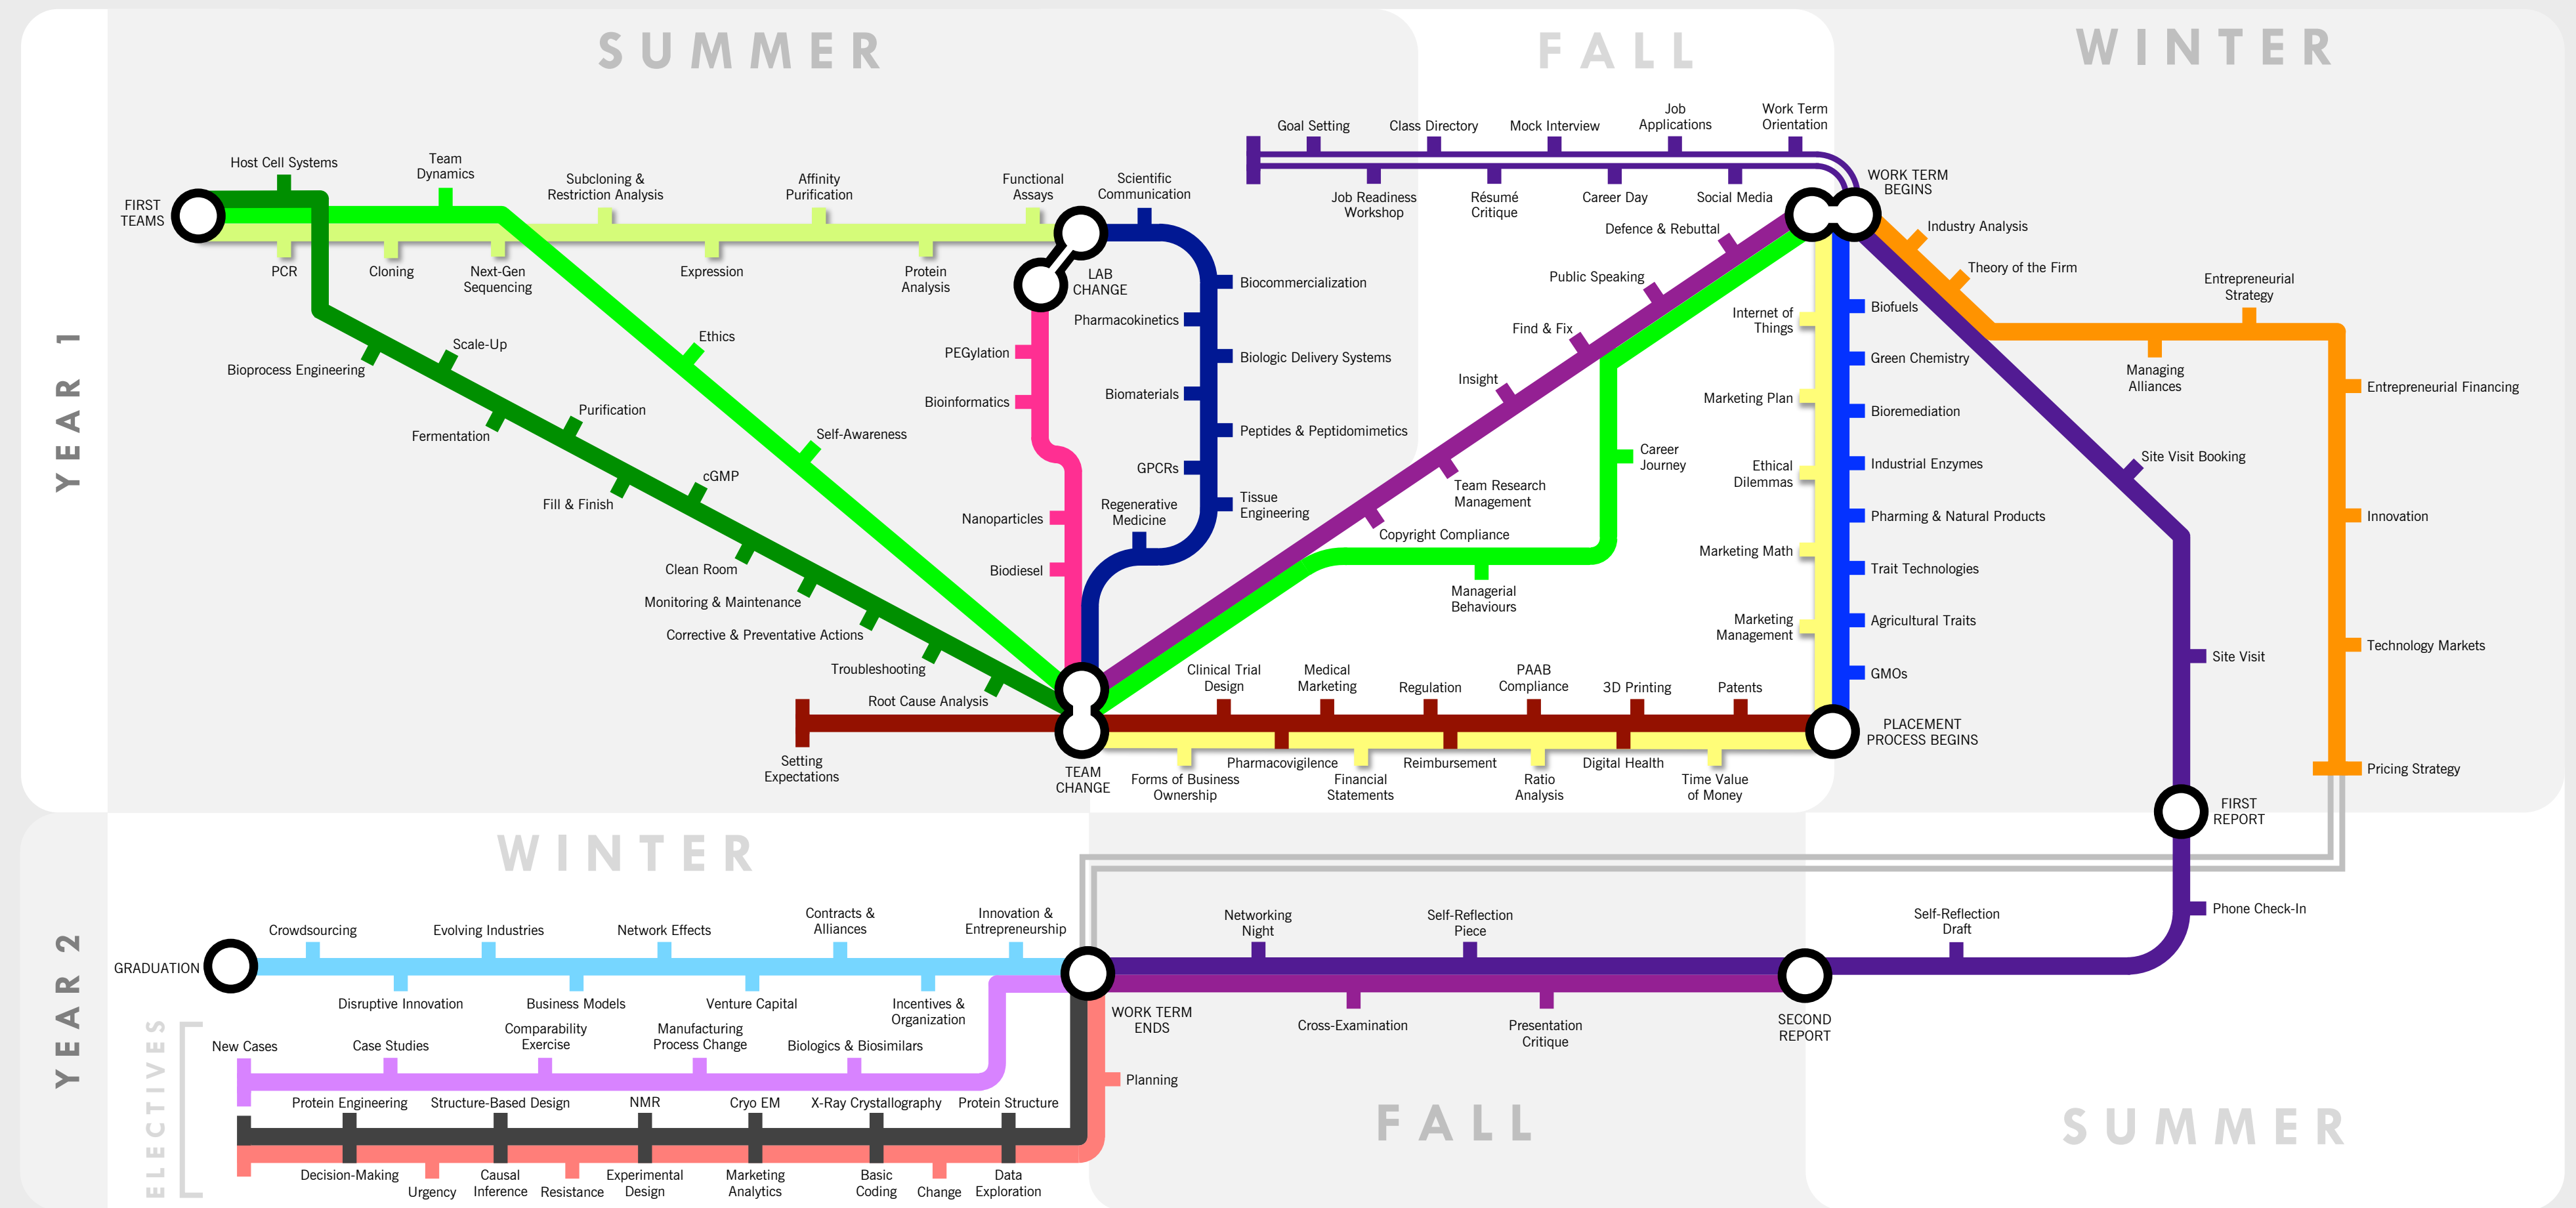 SUMMER
FALL
WINTER
YEAR 1
FIRST
TEAMS
Host Cell Systems
Team
Dynamics
Subcloning &
Restriction Analysis
Affinity
Purification
Functional
Assays
PCR
Cloning
Next-Gen
Sequencing
Expression
Protein
Analysis
LAB
CHANGE
Scientific
Communication
Biocommercialization
Pharmacokinetics
Biologic Delivery Systems
Biomaterials
Peptides & Peptidomimetics
GPCRs
Tissue
Engineering
Regenerative
Medicine
PEGylation
Bioinformatics
Nanoparticles
Biodiesel
Ethics
Self-Awareness
Bioprocess Engineering
Scale-Up
Fermentation
Purification
Fill & Finish
cGMP
Clean Room
Monitoring & Maintenance
Corrective & Preventative Actions
Troubleshooting
Root Cause Analysis
Setting
Expectations
TEAM
CHANGE
Goal Setting
Class Directory
Mock Interview
Job
Applications
Work Term
Orientation
Job Readiness
Workshop
Résumé
Critique
Career Day
Social Media
WORK TERM
BEGINS
Defence & Rebuttal
Public Speaking
Find & Fix
Insight
Team Research
Management
Copyright Compliance
Career
Journey
Managerial
Behaviours
Internet of
Things
Marketing Plan
Ethical
Dilemmas
Marketing Math
Marketing
Management
Biofuels
Green Chemistry
Bioremediation
Industrial Enzymes
Pharming & Natural Products
Trait Technologies
Agricultural Traits
GMOs
PLACEMENT
PROCESS BEGINS
Clinical Trial
Design
Medical
Marketing
Regulation
PAAB
Compliance
3D Printing
Patents
Forms of Business
Ownership
Pharmacovigilence
Financial
Statements
Reimbursement
Ratio
Analysis
Digital Health
Time Value
of Money
Industry Analysis
Theory of the Firm
Entrepreneurial
Strategy
Managing
Alliances
Entrepreneurial Financing
Innovation
Technology Markets
Pricing Strategy
Site Visit Booking
Site Visit
FIRST
REPORT
YEAR 2
WINTER
FALL
SUMMER
Phone Check-In
Self-Reflection
Draft
SECOND
REPORT
Networking
Night
Self-Reflection
Piece
Cross-Examination
Presentation
Critique
WORK TERM
ENDS
GRADUATION
Crowdsourcing
Evolving Industries
Network Effects
Contracts &
Alliances
Innovation &
Entrepreneurship
Disruptive Innovation
Business Models
Venture Capital
Incentives &
Organization
ELECTIVES
New Cases
Case Studies
Comparability
Exercise
Manufacturing
Process Change
Biologics & Biosimilars
Planning
Protein Engineering
Structure-Based Design
NMR
Cryo EM
X-Ray Crystallography
Protein Structure
Decision-Making
Urgency
Causal
Inference
Resistance
Experimental
Design
Marketing
Analytics
Basic
Coding
Change
Data
Exploration